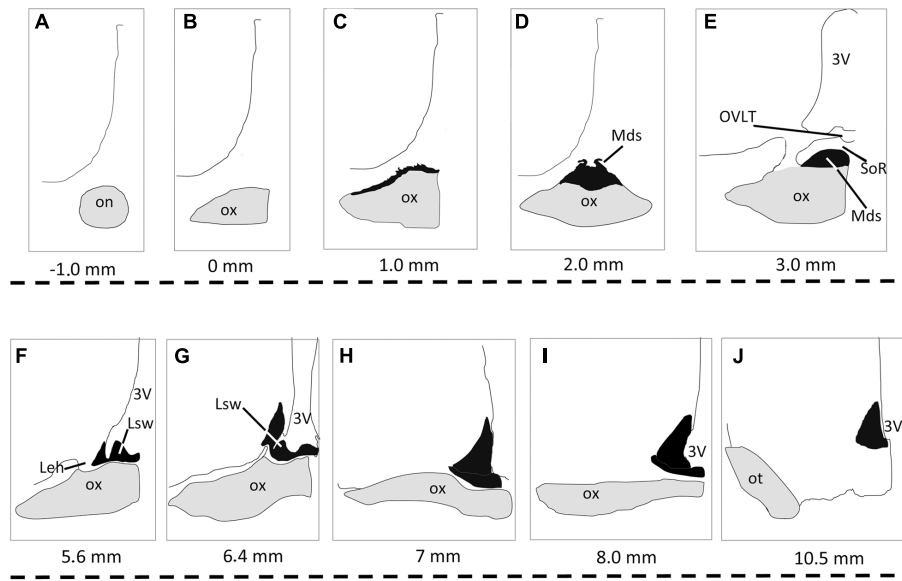 A
B
C
D
E
3V
OVLT
Mds
SoR
on
ox
ox
ox
ox
Mds
-1.0 mm
0 mm
1.0 mm
2.0 mm
3.0 mm
F
G
H
I
J
3V
Lsw
Lsw
3V
3V
3V
Leh
ox
ox
ox
ox
ot
5.6 mm
6.4 mm
7 mm
8.0 mm
10.5 mm